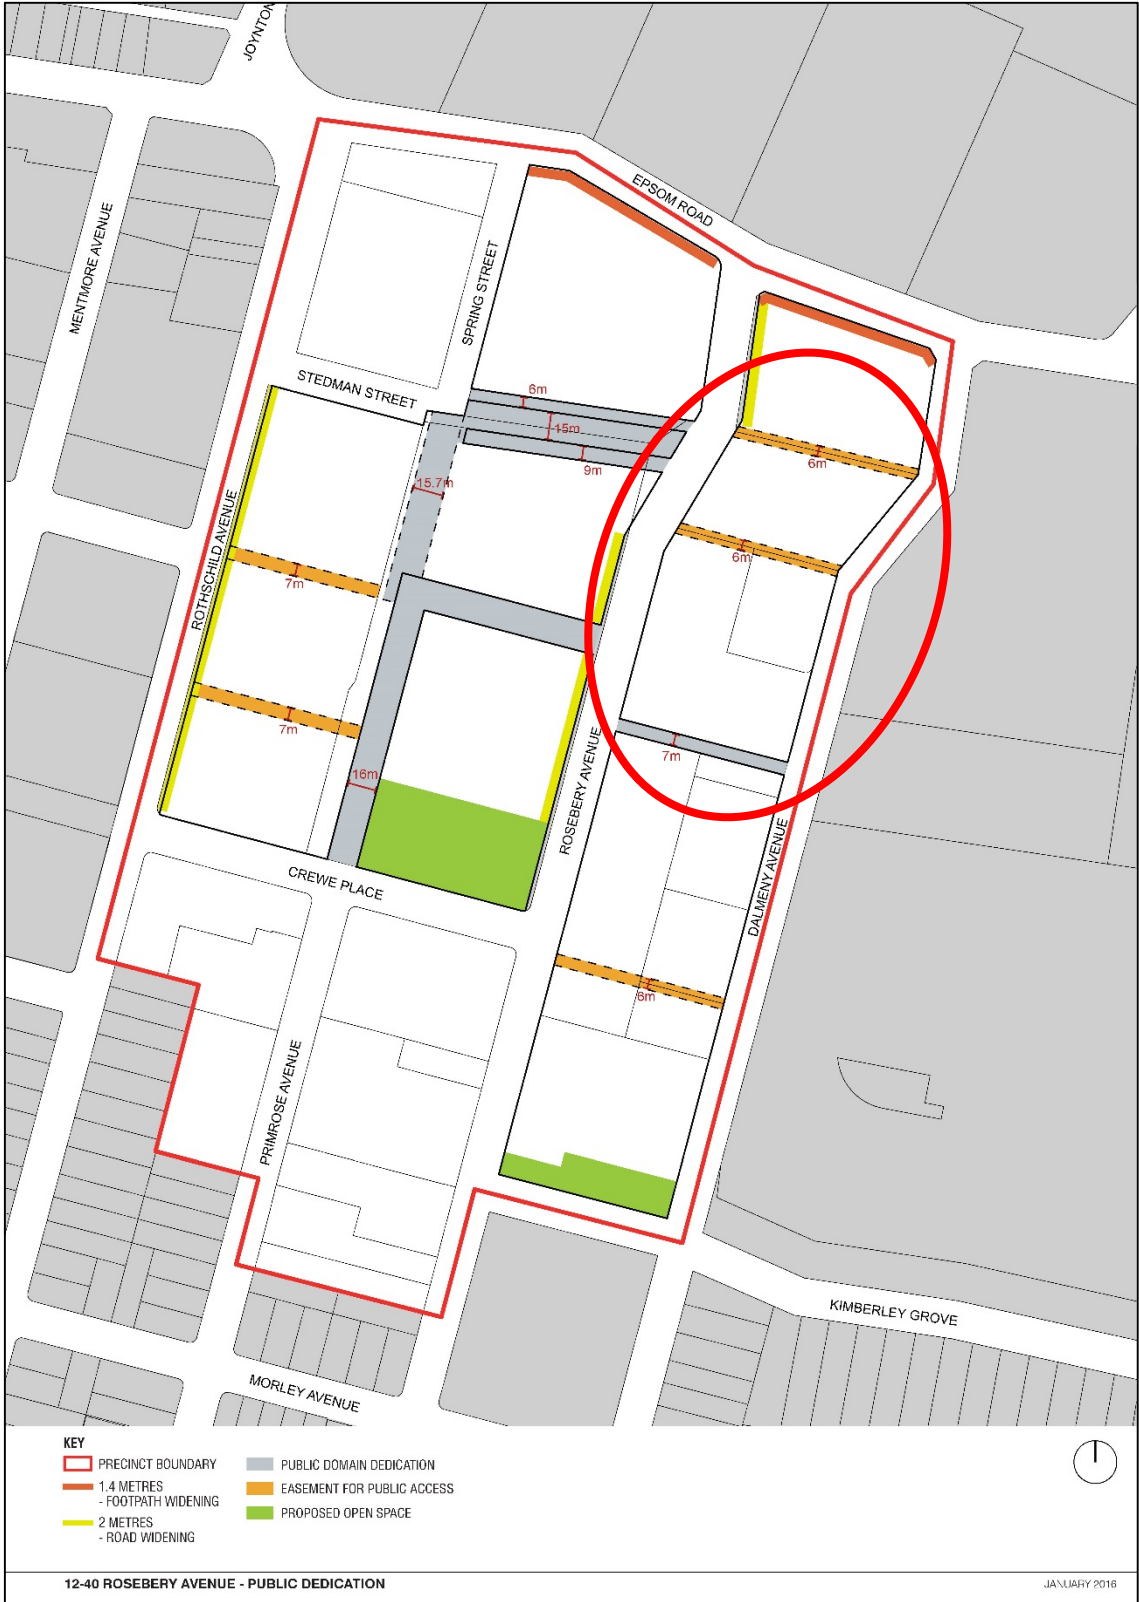 JOYNTON
EPSOM ROAD
MENTMORE AVENUE
SPRING STREET
STEDMAN STREET
6m
15m
9m
6m
15.7m
6m
ROTHSCHILD AVENUE
7m
7m
7m
16m
ROSEBERY AVENUE
CREWE PLACE
DALMENY AVENUE
6m
PRIMROSE AVENUE
KIMBERLEY GROVE
MORLEY AVENUE
KEY
PRECINCT BOUNDARY
1.4 METRES
- FOOTPATH WIDENING
2 METRES
- ROAD WIDENING
PUBLIC DOMAIN DEDICATION
EASEMENT FOR PUBLIC ACCESS
PROPOSED OPEN SPACE
12-40 ROSEBERY AVENUE - PUBLIC DEDICATION
JANUARY 2016